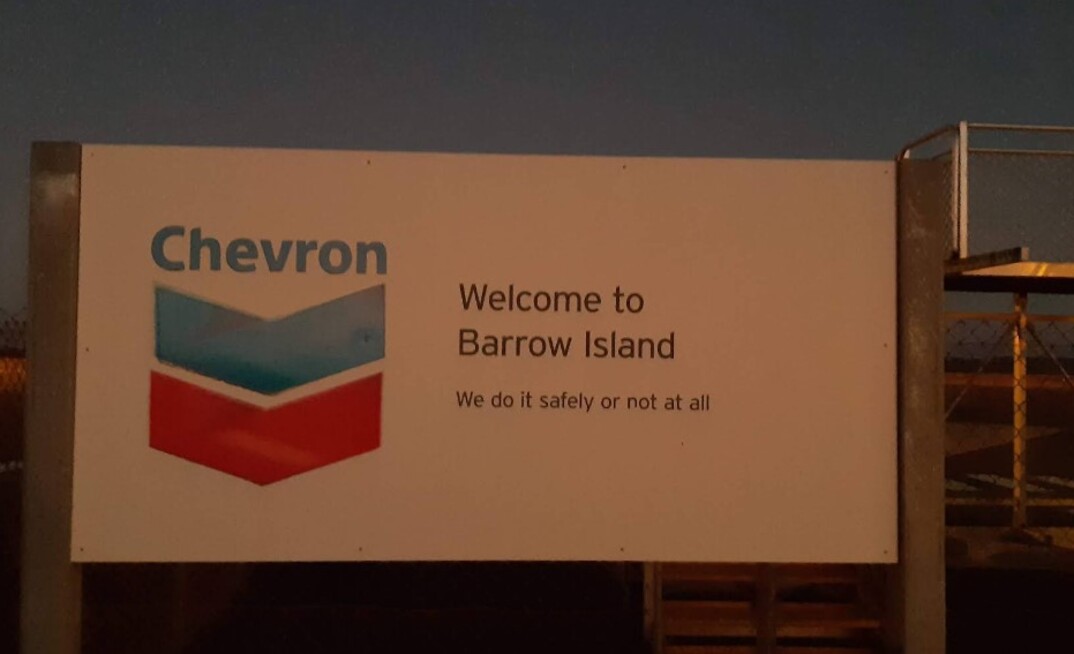 Chevron
Welcome to
Barrow Island
We do it safely or not at all